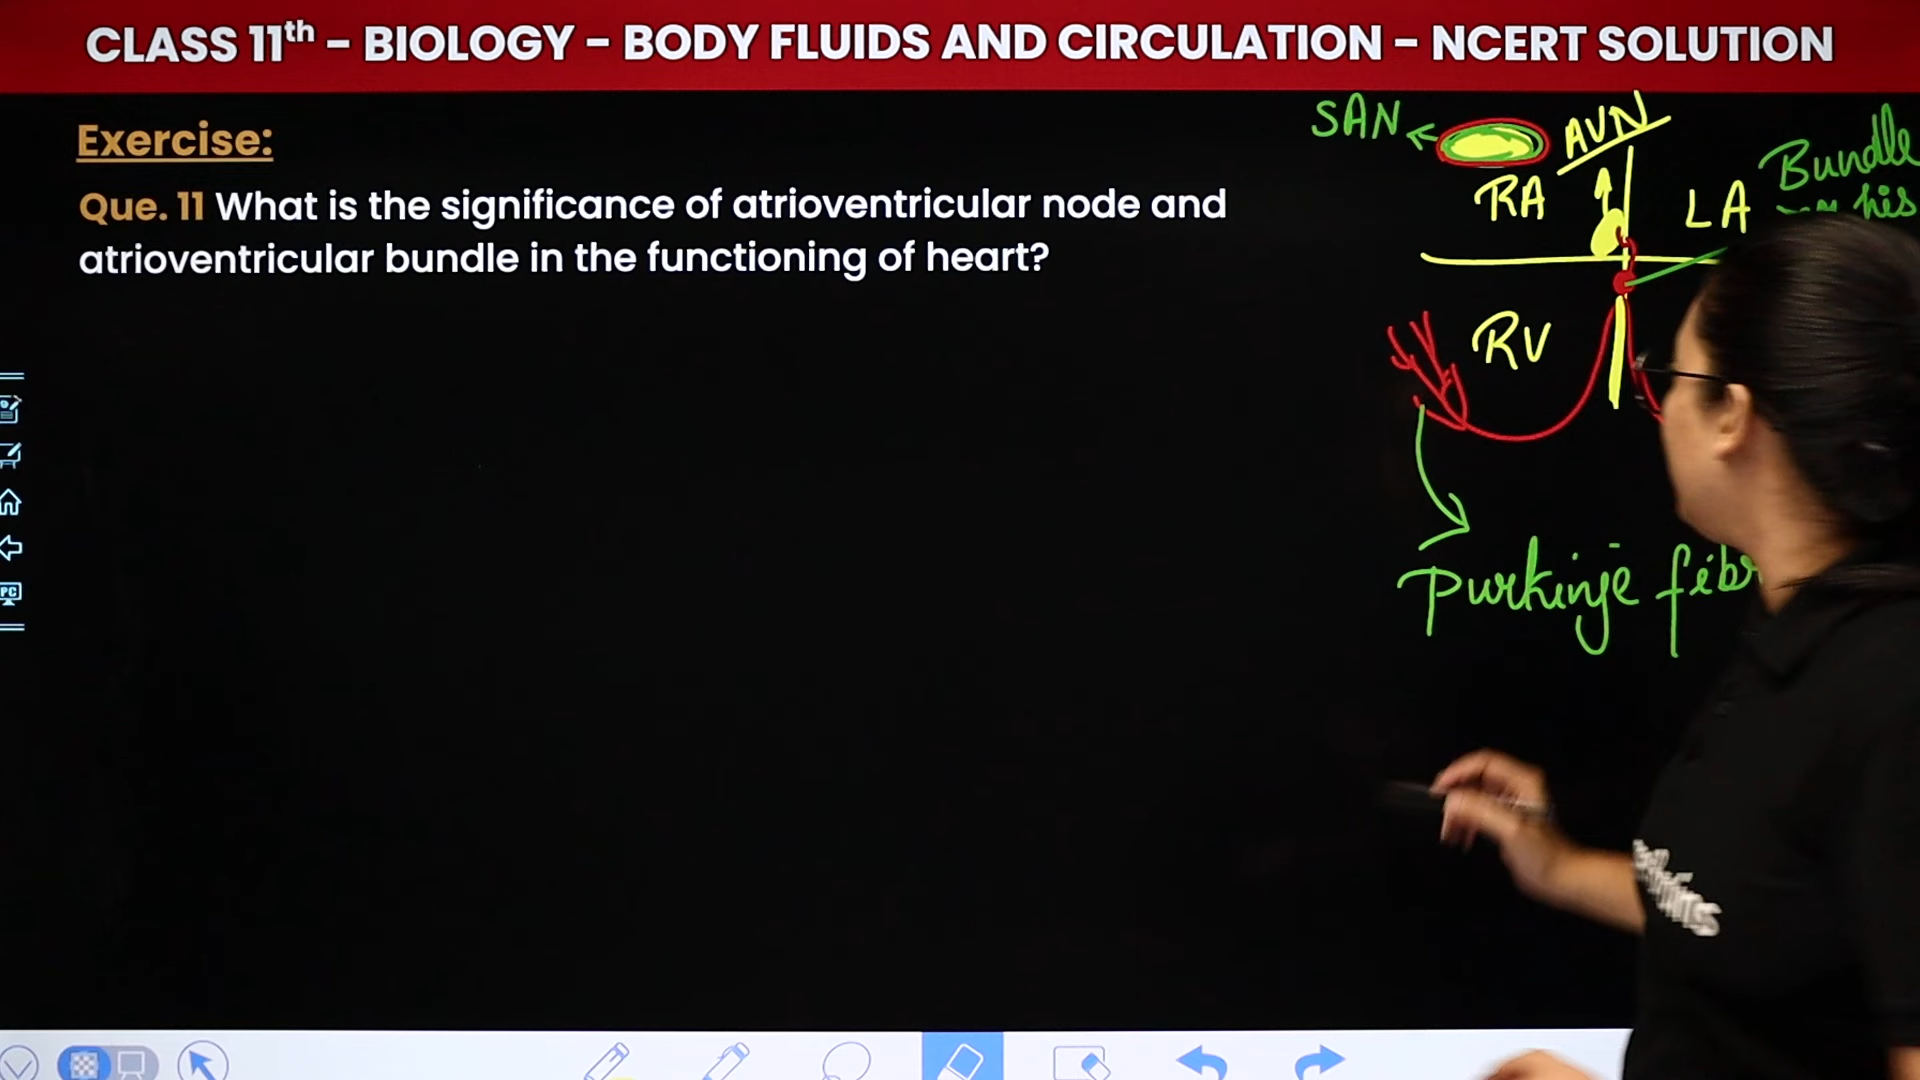 CLASS 11th – BIOLOGY – BODY FLUIDS AND CIRCULATION – NCERT SOLUTION
Exercise:
Que. 11 What is the significance of atrioventricular node and
atrioventricular bundle in the functioning of heart?
SAN
AVN
Bundle
his
RA
LA
RV
Purkinje
PC